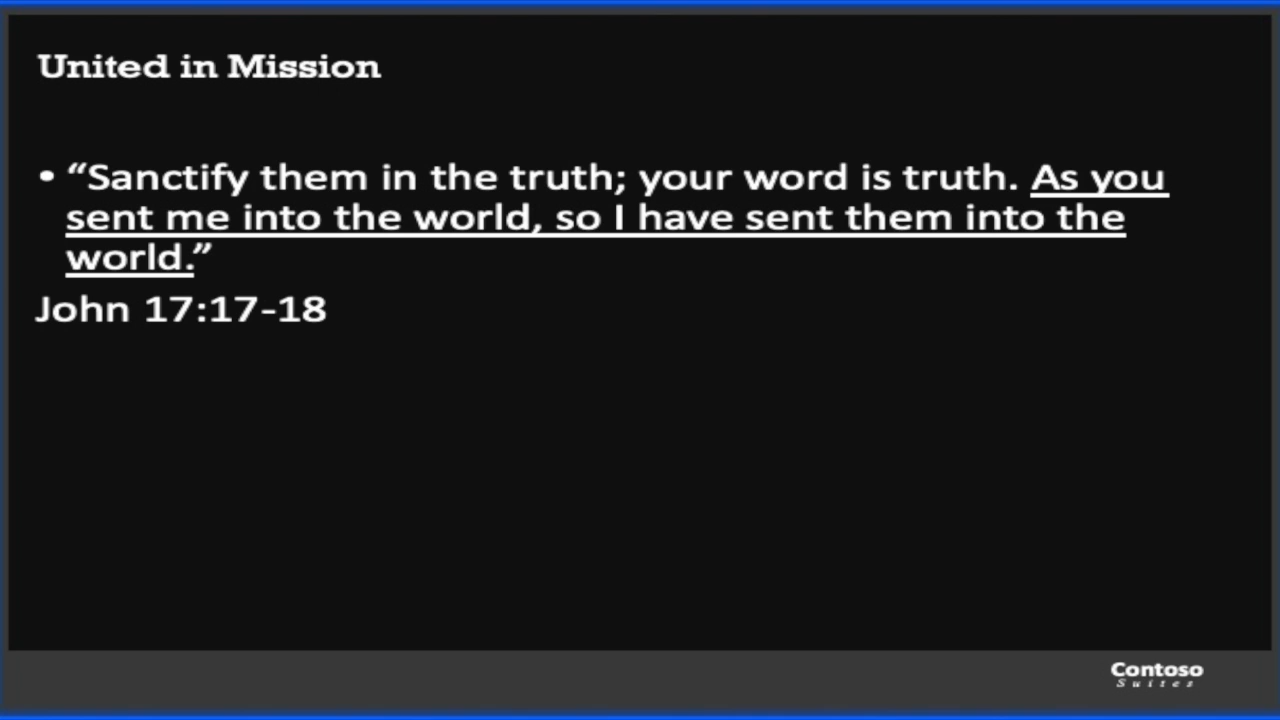 United in Mission
• “Sanctify them in the truth; your word is truth. As you
sent me into the world, so I have sent them into the
world.”
John 17:17-18
Contoso
Suites